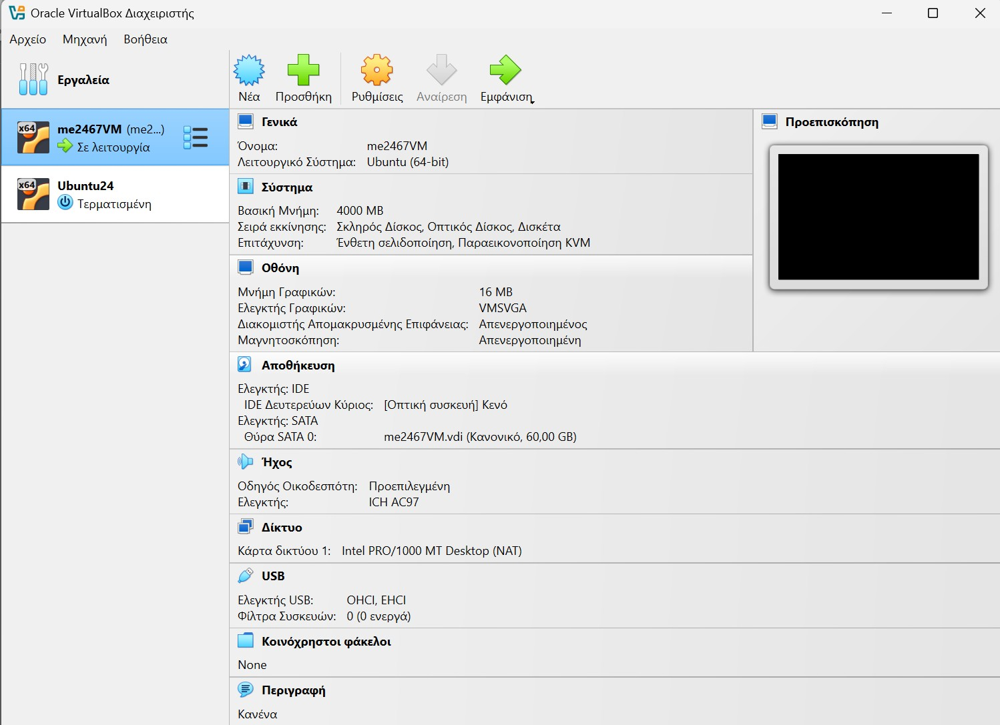 Oracle VirtualBox Διαχειριστής
Αρχείο Μηχανή Βοήθεια
Εργαλεία
Νέα Προσθήκη Ρυθμίσεις Αναίρεση Εμφάνιση
x64 me2467VM (me2...)
Σε λειτουργία
x64 Ubuntu24
Τερματισμένη
Γενικά
Όνομα: me2467VM
Λειτουργικό Σύστημα: Ubuntu (64-bit)
Σύστημα
Βασική Μνήμη: 4000 MB
Σειρά εκκίνησης: Σκληρός Δίσκος, Οπτικός Δίσκος, Δισκέτα
Επιτάχυνση: Ένθετη σελιδοποίηση, Παραεικονοποίηση KVM
Οθόνη
Μνήμη Γραφικών: 16 MB
Ελεγκτής Γραφικών: VMSVGA
Διακομιστής Απομακρυσμένης Επιφάνειας: Απενεργοποιημένος
Μαγνητοσκόπηση: Απενεργοποιημένη
Προεπισκόπηση
Αποθήκευση
Ελεγκτής: IDE
IDE Δευτερεύων Κύριος: [Οπτική συσκευή] Κενό
Ελεγκτής: SATA
Θύρα SATA 0: me2467VM.vdi (Κανονικό, 60,00 GB)
Ήχος
Οδηγός Οικοδεσπότη: Προεπιλεγμένη
Ελεγκτής: ICH AC97
Δίκτυο
Κάρτα δικτύου 1: Intel PRO/1000 MT Desktop (NAT)
USB
Ελεγκτής USB: OHCI, EHCI
Φίλτρα Συσκευών: 0 (0 ενεργά)
Κοινόχρηστοι φάκελοι
None
Περιγραφή
Κανένα